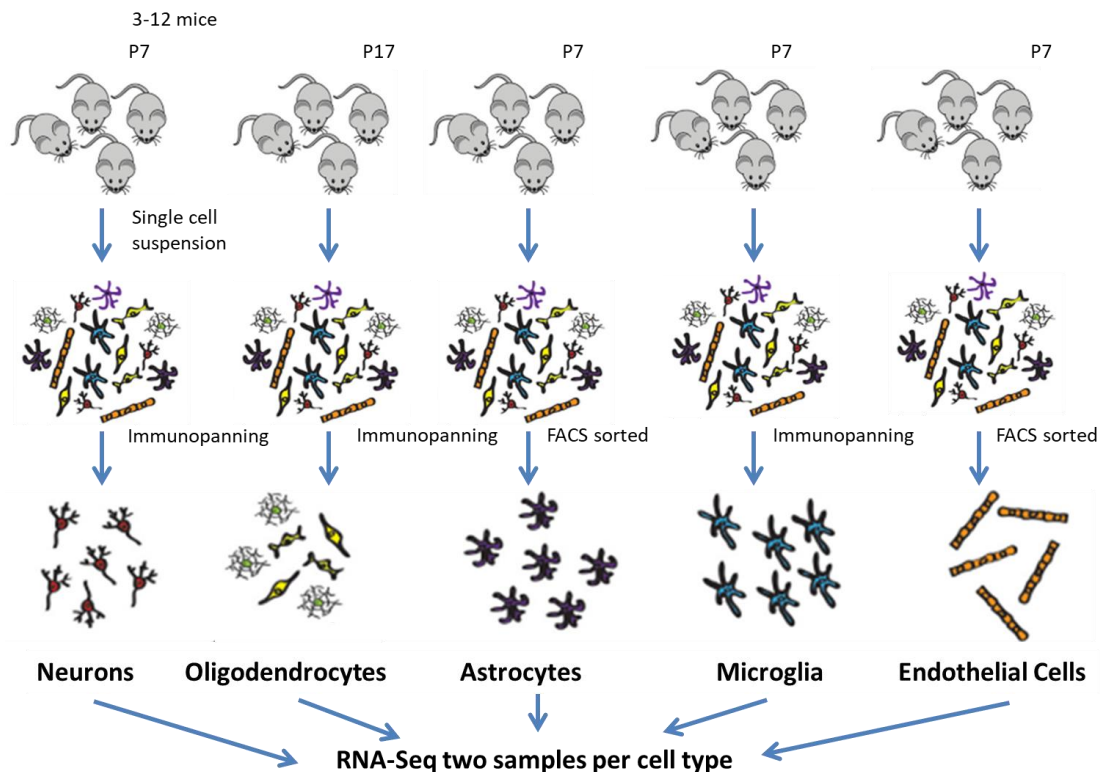 3-12 mice
P7
P17
P7
P7
P7
Single cell
suspension
Immunopanning
Immunopanning
FACS sorted
Immunopanning
FACS sorted
Neurons
Oligodendrocytes
Astrocytes
Microglia
Endothelial Cells
RNA-Seq two samples per cell type